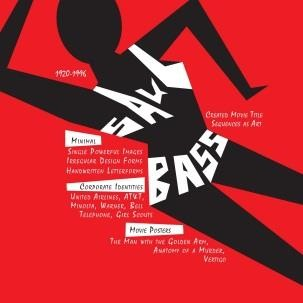 1920-1996
SAUL
BASS
CREATED MOVIE TITLE
SEQUENCES AS ART
MINIMAL
SINGLE POWERFUL IMAGES
IRREGULAR DESIGN FORMS
HANDWRITTEN LETTERFORMS
CORPORATE IDENTITIES
UNITED AIRLINES, AT&T,
MINOLTA, WARNER, BELL
TELEPHONE, GIRL SCOUTS
MOVIE POSTERS
THE MAN WITH THE GOLDEN ARM,
ANATOMY OF A MURDER,
VERTIGO